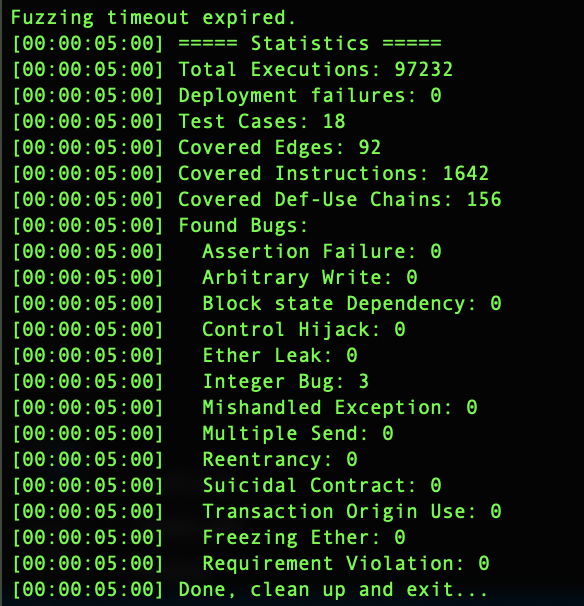 Fuzzing timeout expired.
[00:00:05:00] ===== Statistics =====
[00:00:05:00] Total Executions: 97232
[00:00:05:00] Deployment failures: 0
[00:00:05:00] Test Cases: 18
[00:00:05:00] Covered Edges: 92
[00:00:05:00] Covered Instructions: 1642
[00:00:05:00] Covered Def-Use Chains: 156
[00:00:05:00] Found Bugs:
[00:00:05:00]   Assertion Failure: 0
[00:00:05:00]   Arbitrary Write: 0
[00:00:05:00]   Block state Dependency: 0
[00:00:05:00]   Control Hijack: 0
[00:00:05:00]   Ether Leak: 0
[00:00:05:00]   Integer Bug: 3
[00:00:05:00]   Mishandled Exception: 0
[00:00:05:00]   Multiple Send: 0
[00:00:05:00]   Reentrancy: 0
[00:00:05:00]   Suicidal Contract: 0
[00:00:05:00]   Transaction Origin Use: 0
[00:00:05:00]   Freezing Ether: 0
[00:00:05:00]   Requirement Violation: 0
[00:00:05:00] Done, clean up and exit...